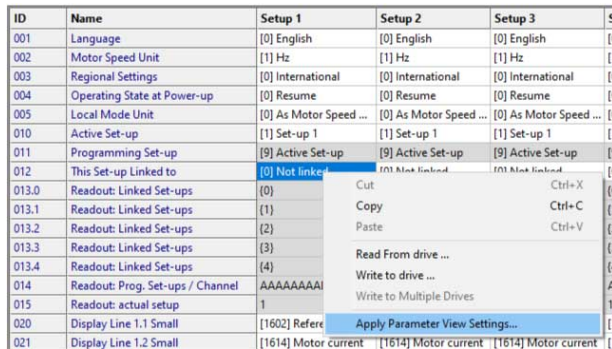 ID Name Setup 1 Setup 2 Setup 3
001 Language [0] English [0] English [0] English
002 Motor Speed Unit [1] Hz [1] Hz [1] Hz
003 Regional Settings [0] International [0] International [0] International
004 Operating State at Power-up [0] Resume [0] Resume [0] Resume
005 Local Mode Unit [0] As Motor Speed ... [0] As Motor Speed ... [0] As Motor Speed ...
010 Active Set-up [1] Set-up 1 [1] Set-up 1 [1] Set-up 1
011 Programming Set-up [9] Active Set-up [9] Active Set-up [9] Active Set-up
012 This Set-up Linked to [0] Not linked [0] Not linked [0] Not linked
013.0 Readout: Linked Set-ups {0}
Cut Ctrl+X
013.1 Readout: Linked Set-ups {1}
Copy Ctrl+C
013.2 Readout: Linked Set-ups {2}
Paste Ctrl+V
013.3 Readout: Linked Set-ups {3}
Read From drive ...
013.4 Readout: Linked Set-ups {4}
Write to drive ...
014 Readout: Prog. Set-ups / Channel
Write to Multiple Drives
015 Readout: actual setup 1
020 Display Line 1.1 Small [1602]
Apply Parameter View Settings...
021 Display Line 1.2 Small [1614] Motor current [1614] Motor current [1614] Motor current